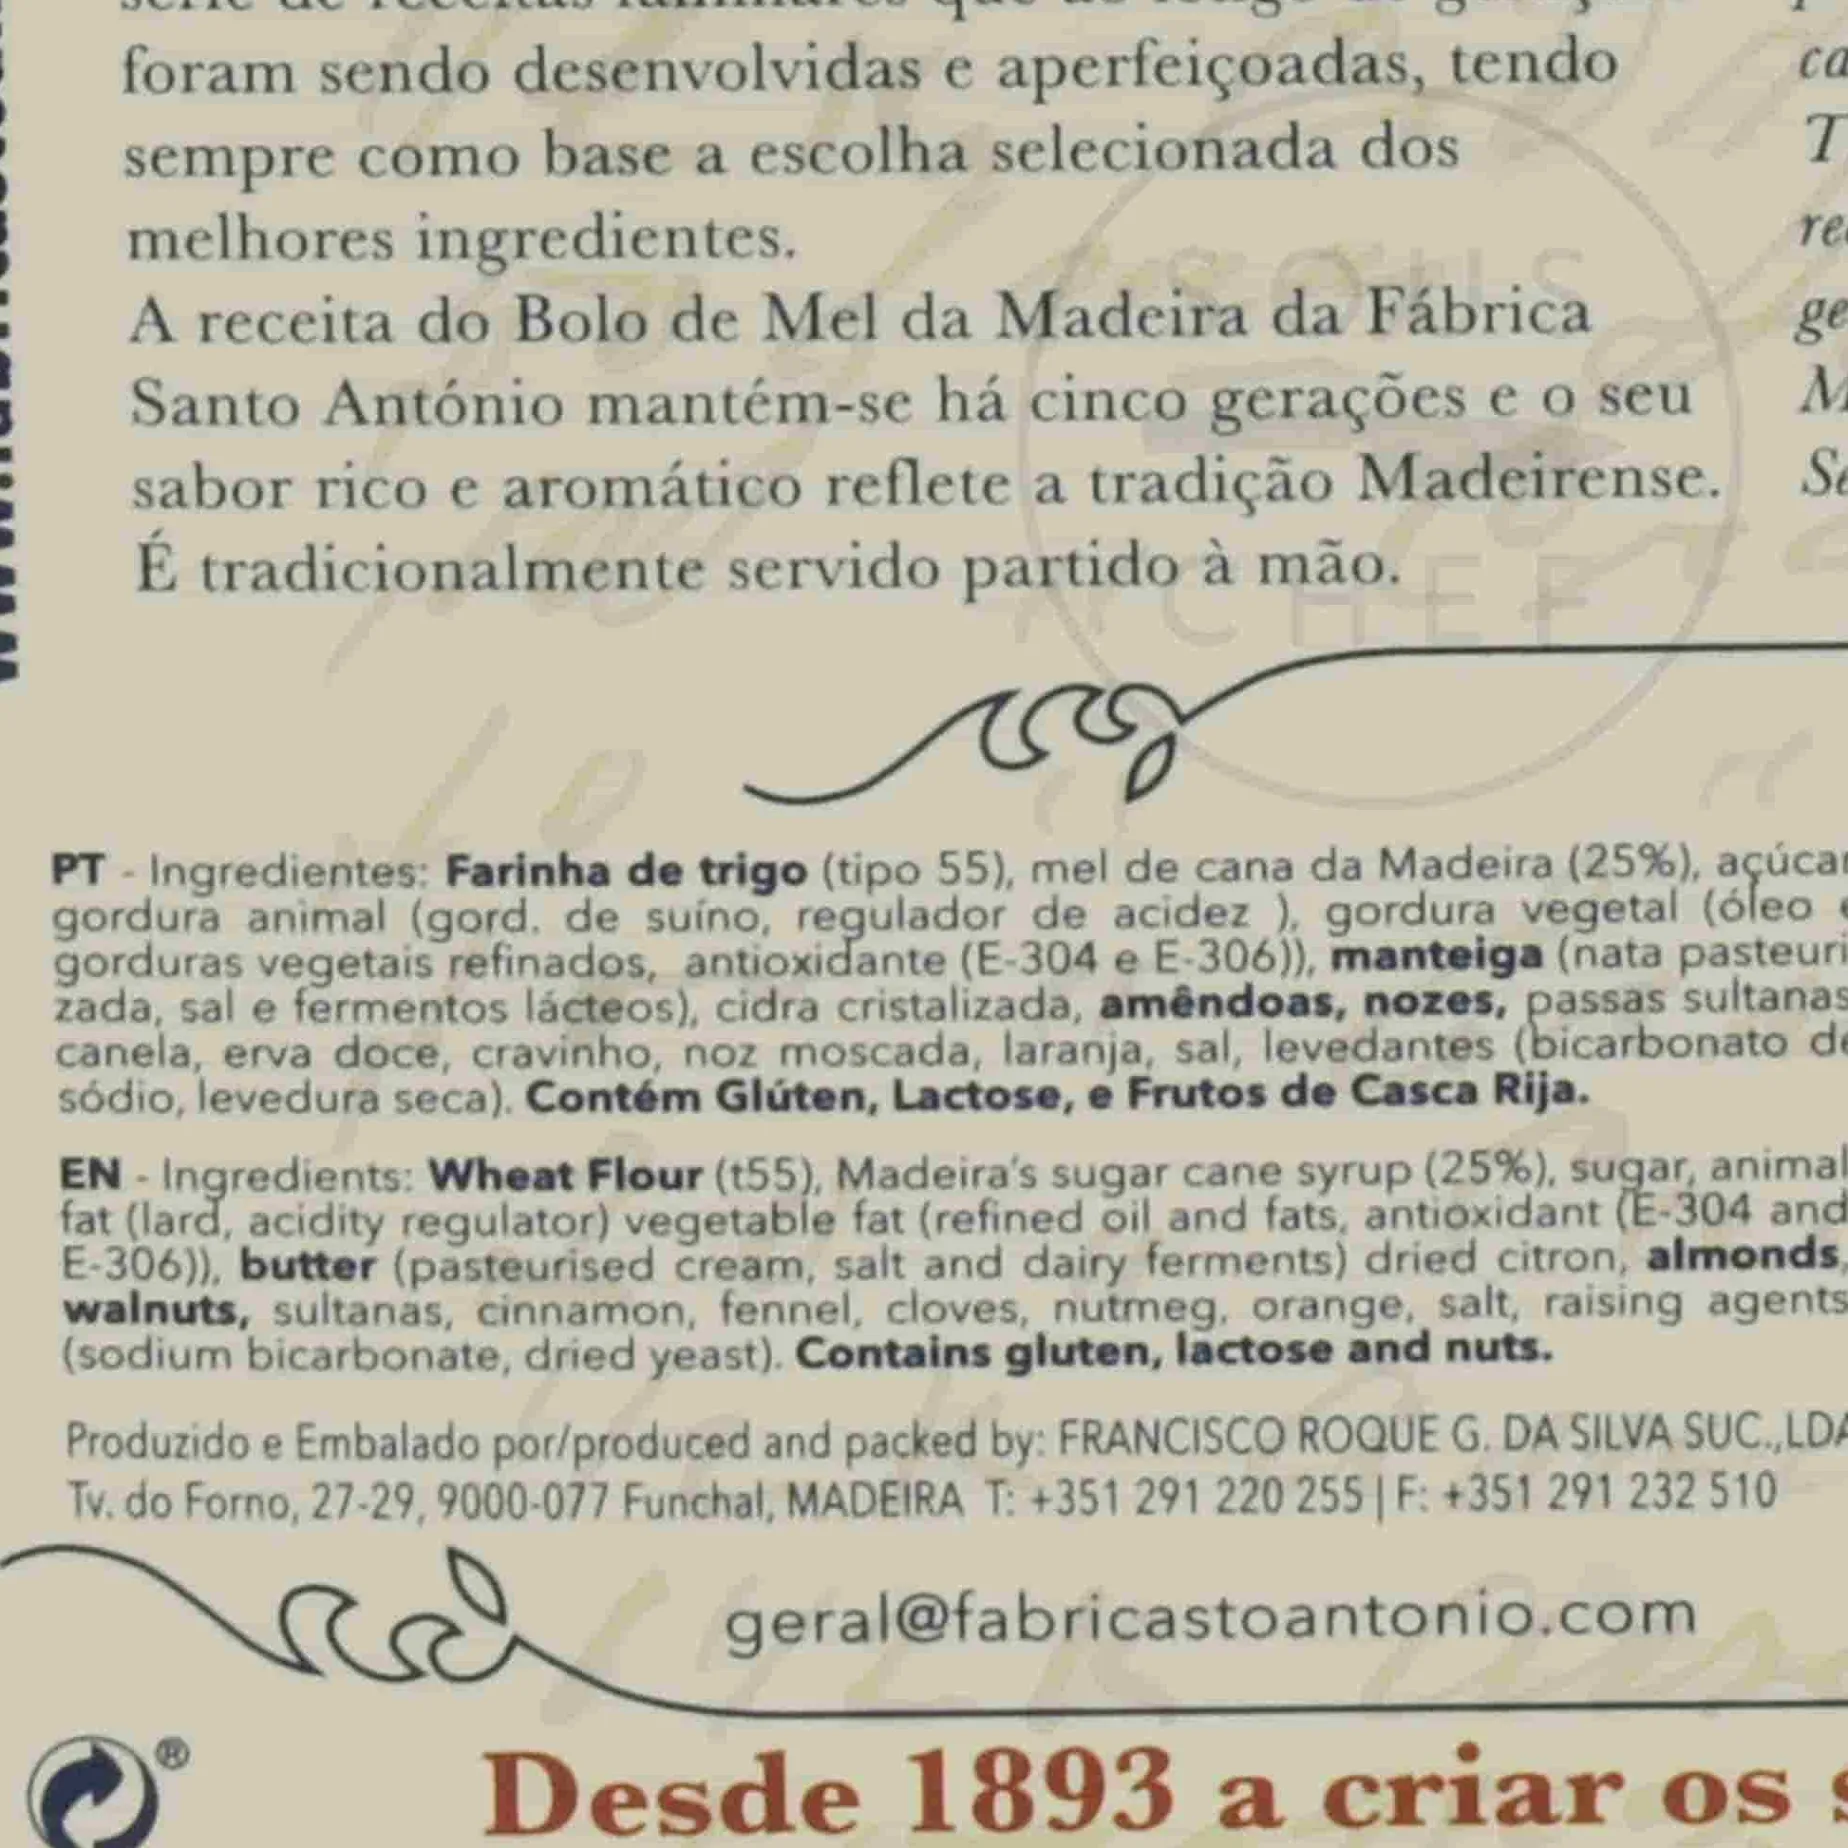 foram sendo desenvolvidas e aperfeiçoadas, tendo
sempre como base a escolha selecionada dos
melhores ingredientes.
A receita do Bolo de Mel da Madeira da Fábrica
Santo António mantém-se há cinco gerações e o seu
sabor rico e aromático reflete a tradição Madeirense.
É tradicionalmente servido partido à mão.
SOUS
CHEF
PT - Ingredientes: Farinha de trigo (tipo 55), mel de cana da Madeira (25%), açúcar
gordura animal (gord. de suíno, regulador de acidez ), gordura vegetal (óleo e
gorduras vegetais refinados, antioxidante (E-304 e E-306)), manteiga (nata pasteuri
zada, sal e fermentos lácteos), cidra cristalizada, amêndoas, nozes, passas sultanas
canela, erva doce, cravinho, noz moscada, laranja, sal, levedantes (bicarbonato de
sódio, levedura seca). Contém Glúten, Lactose, e Frutos de Casca Rija.
EN - Ingredients: Wheat Flour (t55), Madeira's sugar cane syrup (25%), sugar, animal
fat (lard, acidity regulator) vegetable fat (refined oil and fats, antioxidant (E-304 and
E-306)), butter (pasteurised cream, salt and dairy ferments) dried citron, almonds,
walnuts, sultanas, cinnamon, fennel, cloves, nutmeg, orange, salt, raising agents
(sodium bicarbonate, dried yeast). Contains gluten, lactose and nuts.
Produzido e Embalado por/produced and packed by: FRANCISCO ROQUE G. DA SILVA SUC.,LDA
Tv. do Forno, 27-29, 9000-077 Funchal, MADEIRA T: +351 291 220 255 | F: +351 291 232 510
geral@fabricastoantonio.com
®
Desde 1893 a criar os s